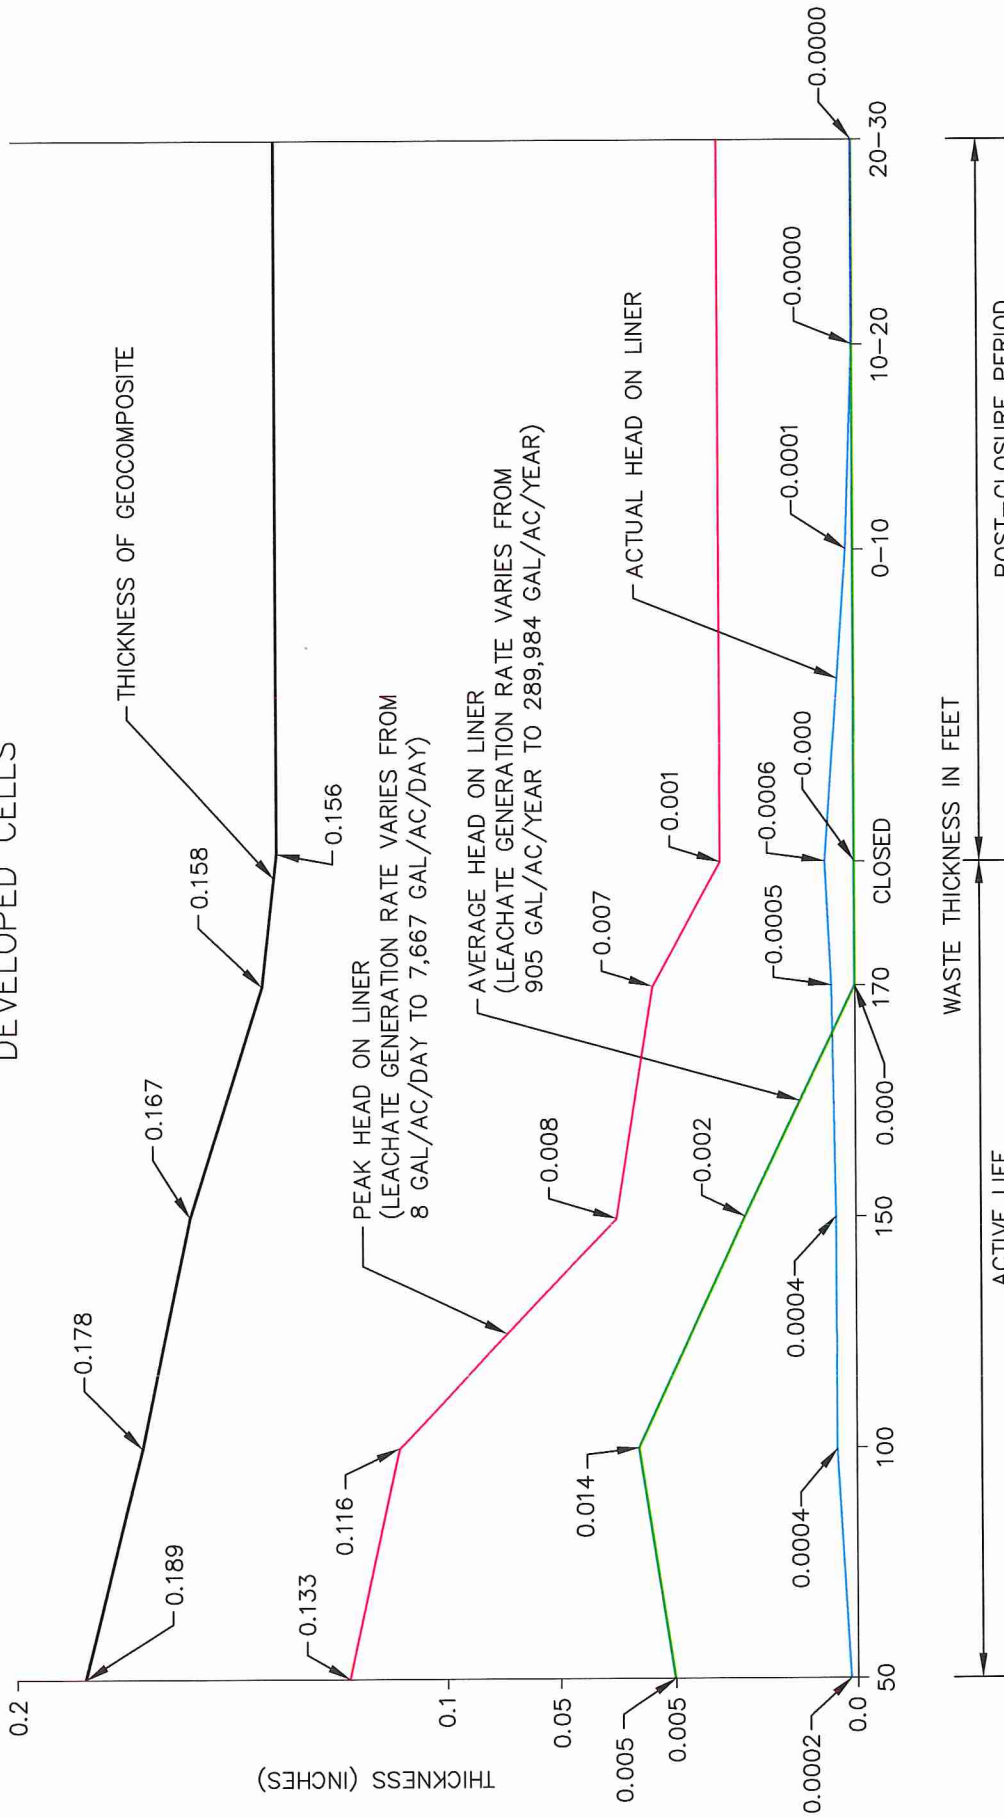 DEVELOPED CELLS
THICKNESS (INCHES)
0.2
0.1
0.05
0.005
0.0
0.189
0.178
0.167
0.158
0.156
THICKNESS OF GEOCOMPOSITE
0.133
0.116
PEAK HEAD ON LINER
(LEACHATE GENERATION RATE VARIES FROM
8 GAL/AC/DAY TO 7,667 GAL/AC/DAY)
0.008
0.007
0.001
AVERAGE HEAD ON LINER
(LEACHATE GENERATION RATE VARIES FROM
905 GAL/AC/YEAR TO 289,984 GAL/AC/YEAR)
0.005
0.014
0.002
0.000
0.000
ACTUAL HEAD ON LINER
0.0002
0.0004
0.0004
0.0005
0.0006
0.0001
0.0000
0.0000
50
100
150
170
CLOSED
0-10
10-20
20-30
WASTE THICKNESS IN FEET
ACTIVE LIFE
POST-CLOSURE PERIOD